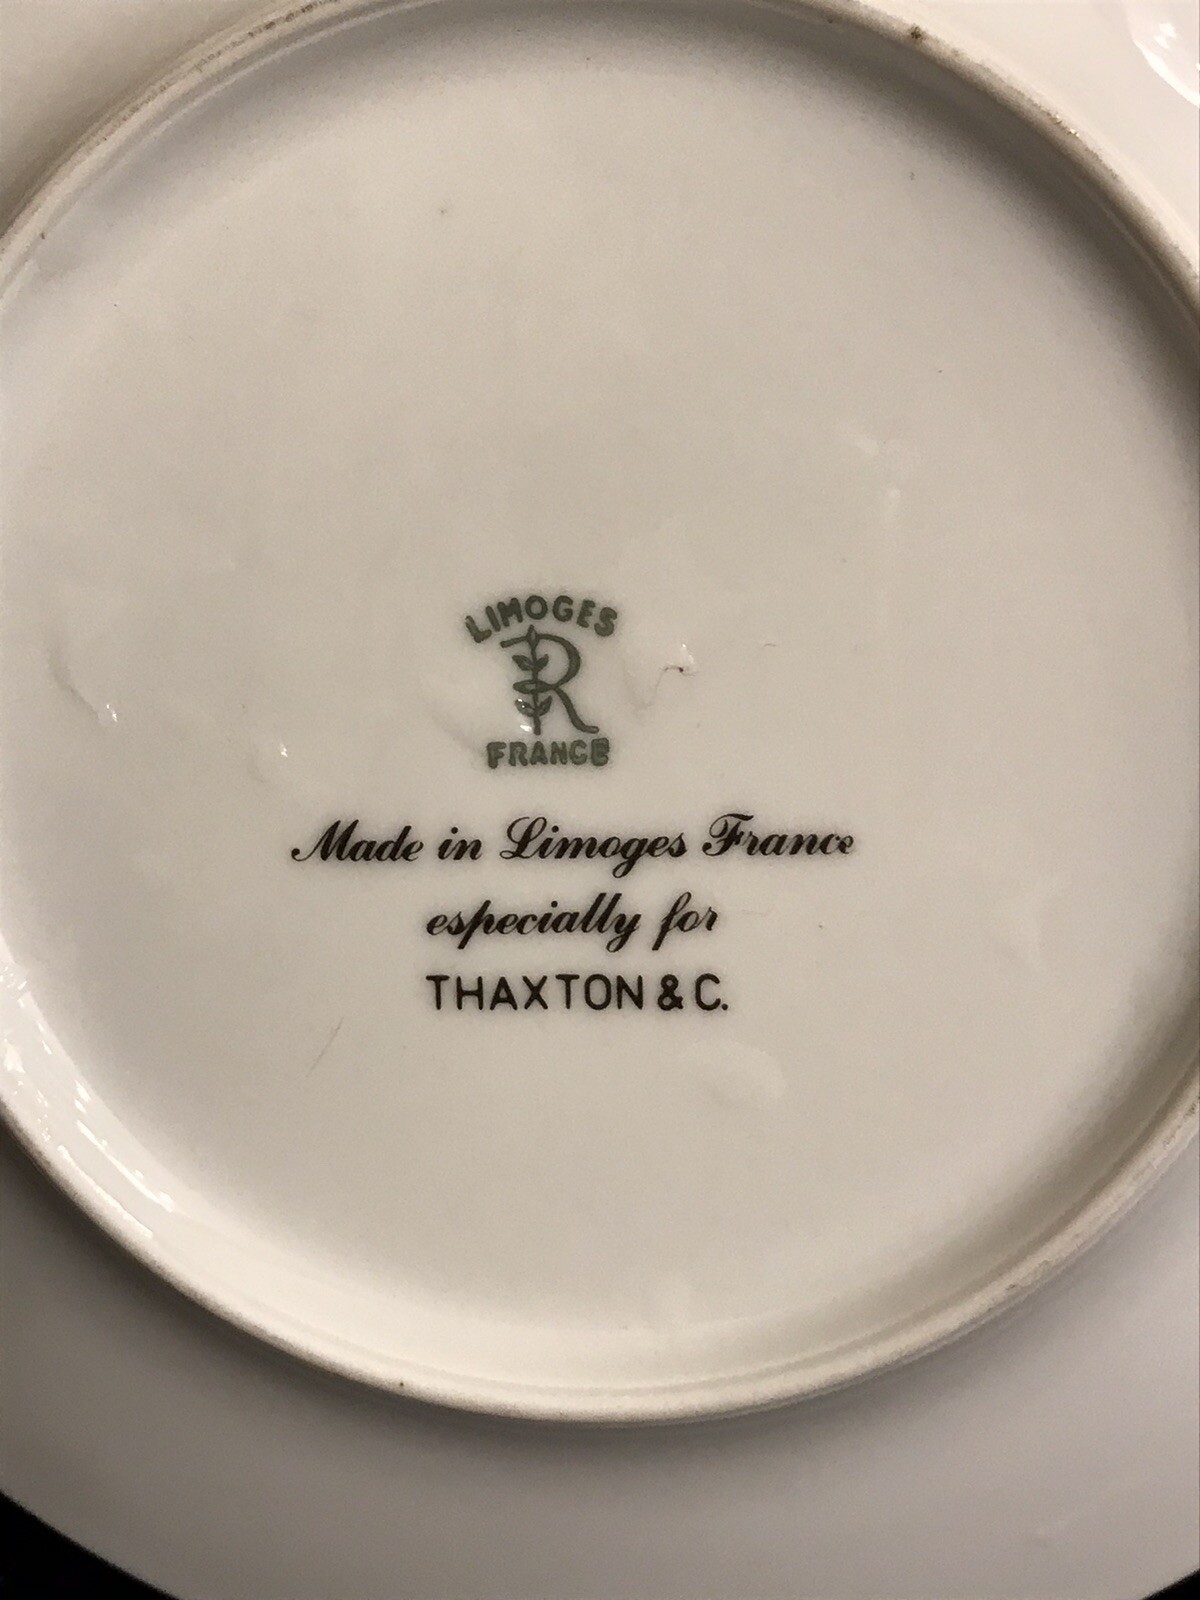 LIMOGES
R
FRANCE
Made in Limoges France
especially for
THAXTON & C.